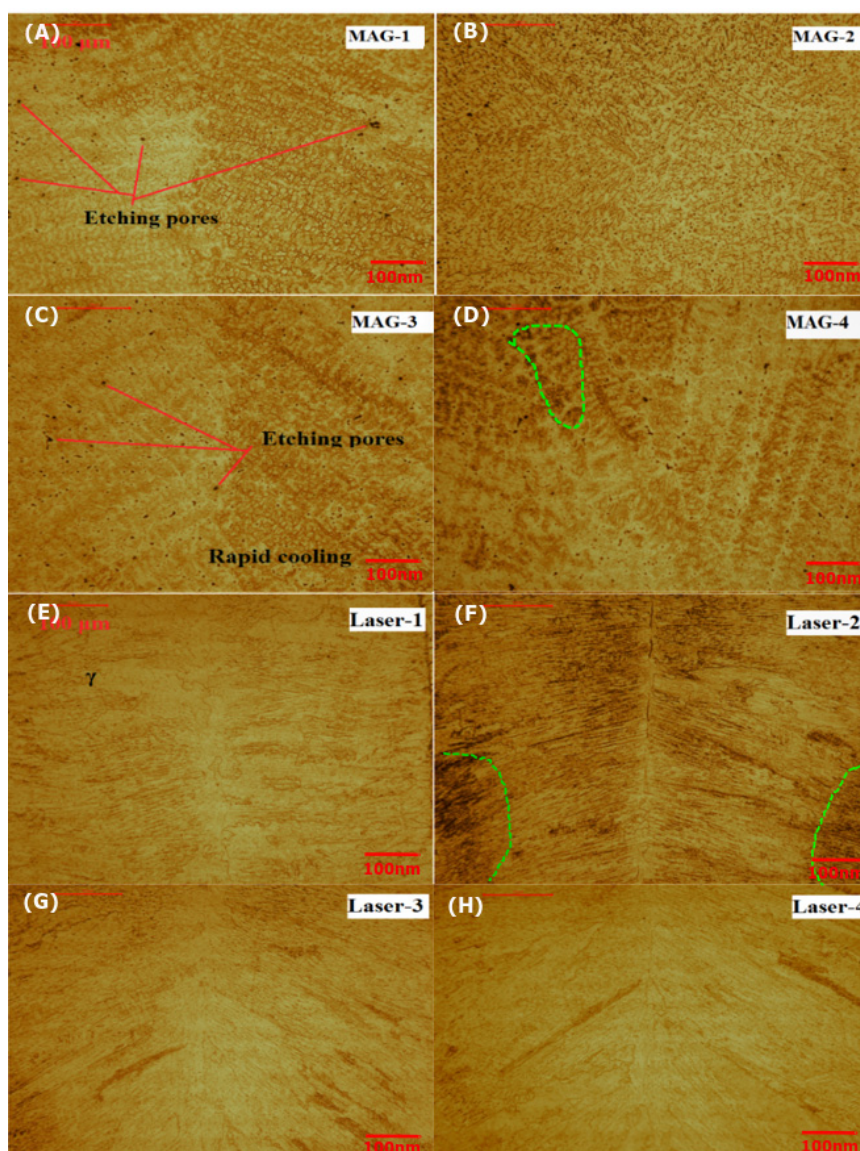 (A)
100 μm
MAG-1
Etching pores
100nm
(B)
MAG-2
100nm
(C)
MAG-3
Etching pores
Rapid cooling
100nm
(D)
MAG-4
100nm
(E)
100 μm
Laser-1
γ
100nm
(F)
Laser-2
100nm
(G)
Laser-3
100nm
(H)
Laser-4
100nm